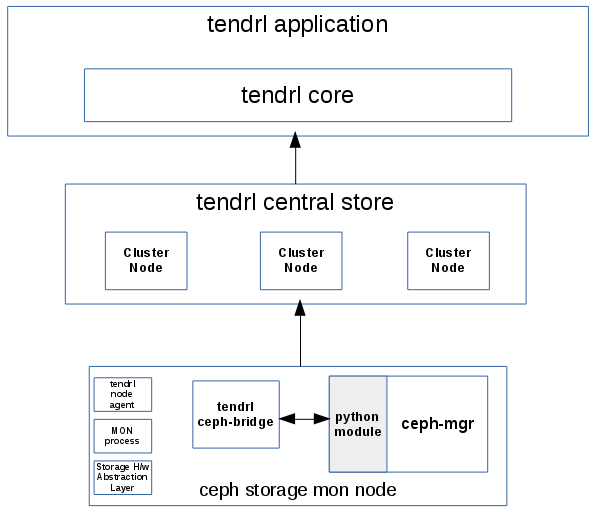 tendrl application
tendrl core
tendrl central store
Cluster
Node
Cluster
Node
Cluster
Node
tendrl
node
agent
MON
process
Storage H/w
Abstraction
Layer
tendrl
ceph-bridge
python
module
ceph-mgr
ceph storage mon node